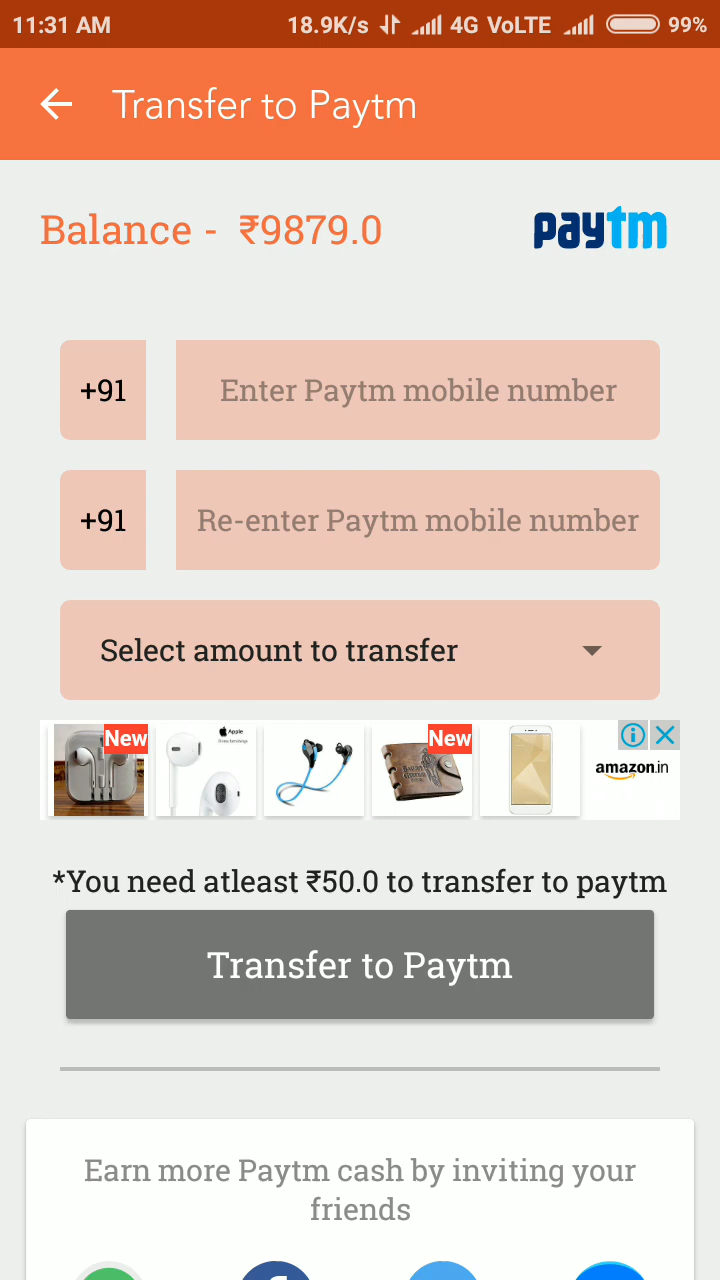 11:31 AM 18.9K/s 4G VoLTE 99%
Transfer to Paytm
Balance - ₹9879.0 paytm
+91 Enter Paytm mobile number
+91 Re-enter Paytm mobile number
Select amount to transfer
New Apple New amazon.in
*You need atleast ₹50.0 to transfer to paytm
Transfer to Paytm
Earn more Paytm cash by inviting your
friends